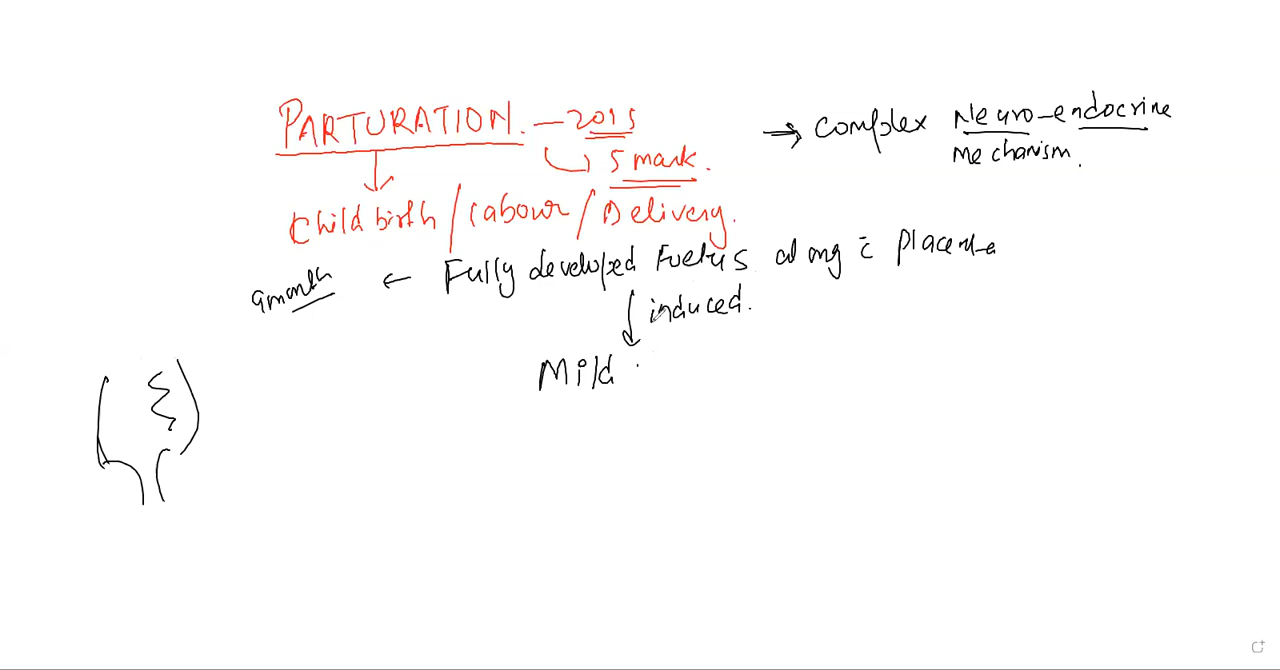 PARTURATION. – 2015
5 mark.
→ Complex Neuro-endocrine
Mechanism.
Child birth / Labour / Delivery.
9 month ← Fully developed Foetus along c̄ Placenta
induced.
Mild